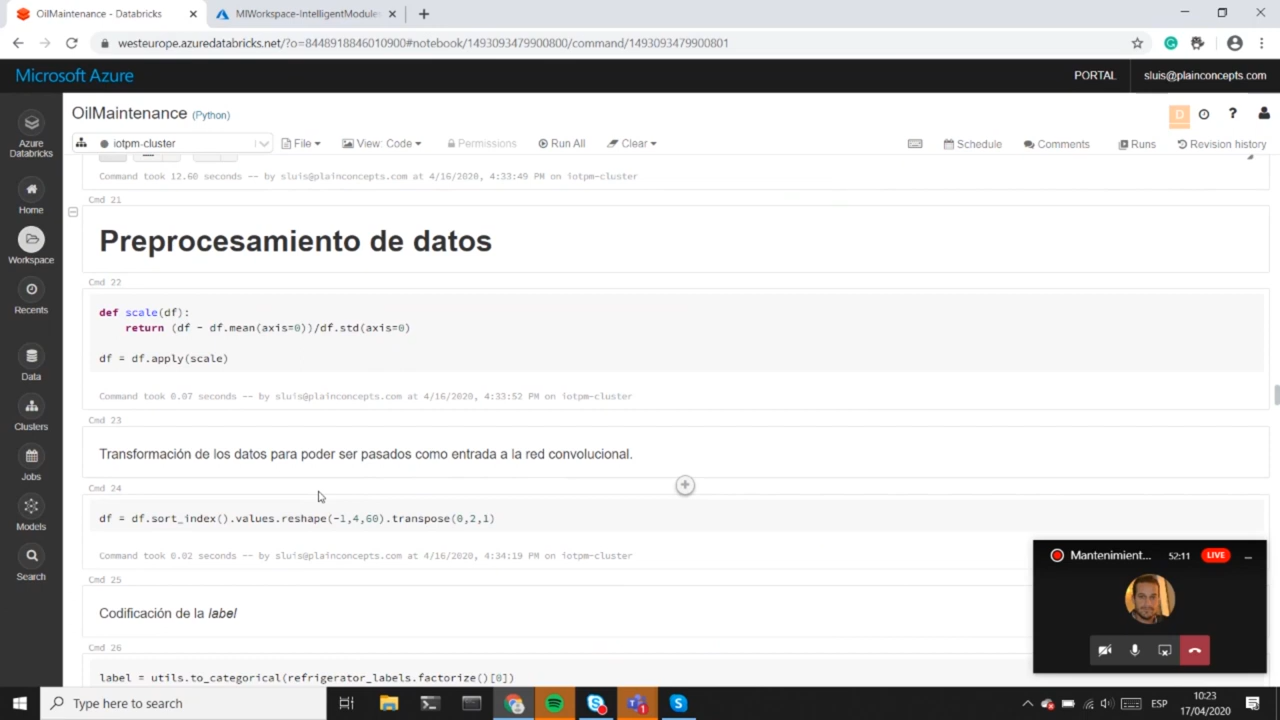 OilMaintenance - Databricks
MlWorkspace-IntelligentModules
westeurope.azuredatabricks.net/?o=8448918846010900#notebook/1493093479900800/command/1493093479900801
Microsoft Azure
PORTAL
sluis@plainconcepts.com
OilMaintenance (Python)
D
iotpm-cluster
File
View: Code
Permissions
Run All
Clear
Schedule
Comments
Runs
Revision history
Azure
Databricks
Home
Workspace
Recents
Data
Clusters
Jobs
Models
Search
Command took 12.60 seconds -- by sluis@plainconcepts.com at 4/16/2020, 4:33:49 PM on iotpm-cluster
Cmd 21
Preprocesamiento de datos
Cmd 22
def scale(df):
return (df - df.mean(axis=0))/df.std(axis=0)
df = df.apply(scale)
Command took 0.07 seconds -- by sluis@plainconcepts.com at 4/16/2020, 4:33:52 PM on iotpm-cluster
Cmd 23
Transformación de los datos para poder ser pasados como entrada a la red convolucional.
Cmd 24
df = df.sort_index().values.reshape(-1,4,60).transpose(0,2,1)
Command took 0.02 seconds -- by sluis@plainconcepts.com at 4/16/2020, 4:34:19 PM on iotpm-cluster
Cmd 25
Codificación de la label
Cmd 26
label = utils.to_categorical(refrigerator_labels.factorize()[0])
Mantenimient...
52:11
LIVE
Type here to search
ESP
10:23
17/04/2020